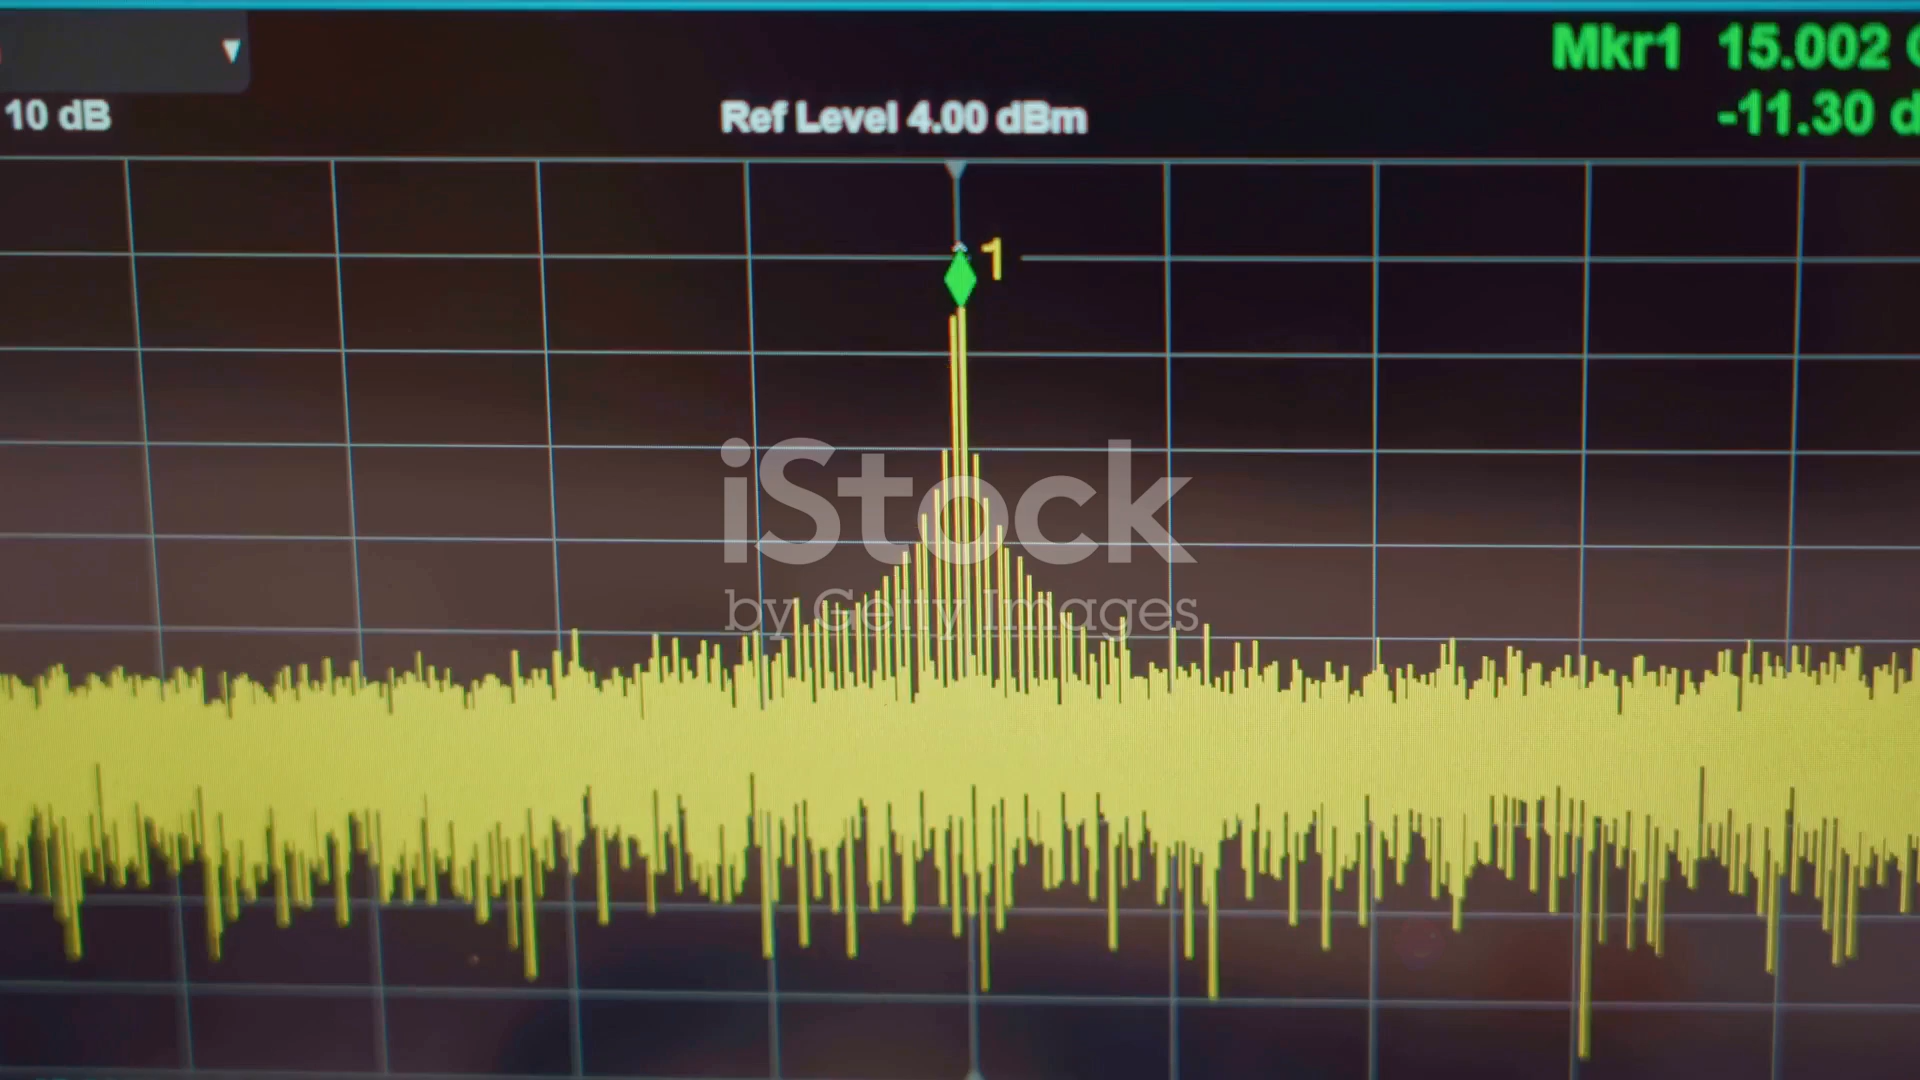 Mkr1 15.002
-11.30
10 dB
Ref Level 4.00 dBm
1
iStock
by Getty Images